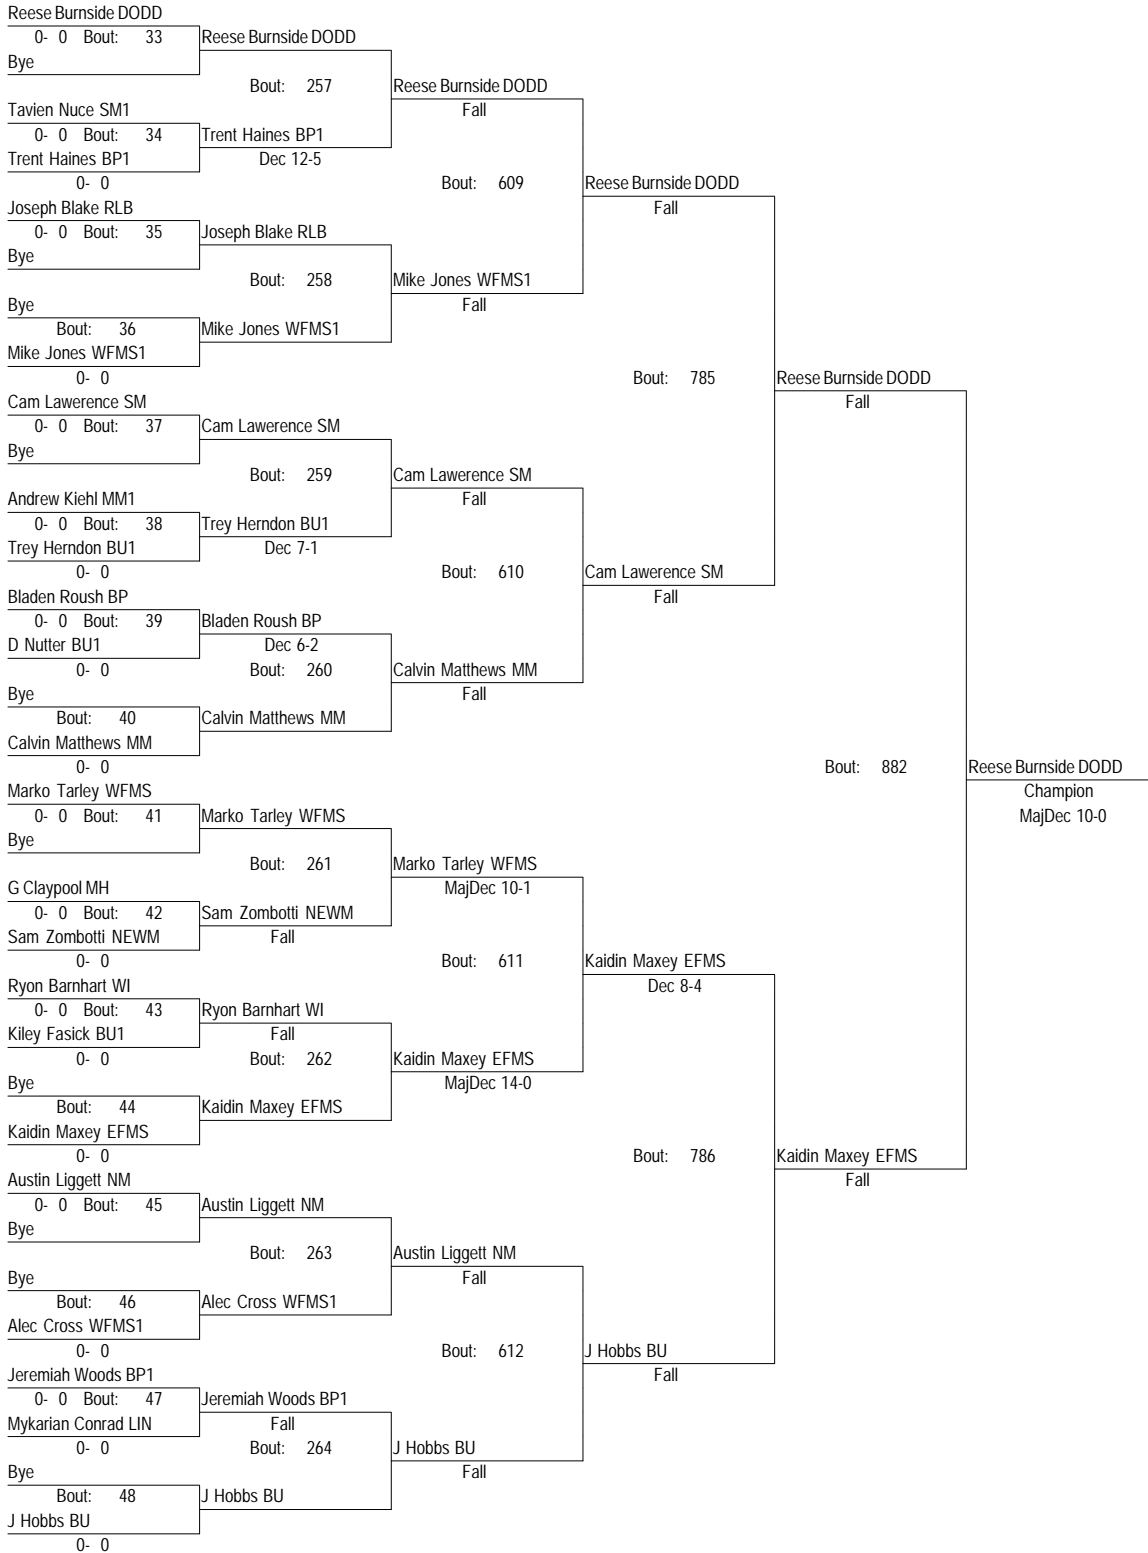 Reese Burnside DODD
0- 0 Bout: 33 Reese Burnside DODD
Bye
Bout: 257 Reese Burnside DODD
Tavien Nuce SM1 Fall
0- 0 Bout: 34 Trent Haines BP1
Trent Haines BP1 Dec 12-5
0- 0 Bout: 609 Reese Burnside DODD
Joseph Blake RLB Fall
0- 0 Bout: 35 Joseph Blake RLB
Bye
Bout: 258 Mike Jones WFMS1
Bye Fall
Bout: 36 Mike Jones WFMS1
Mike Jones WFMS1
0- 0 Bout: 785 Reese Burnside DODD
Cam Lawerence SM Fall
0- 0 Bout: 37 Cam Lawerence SM
Bye
Bout: 259 Cam Lawerence SM
Andrew Kiehl MM1 Fall
0- 0 Bout: 38 Trey Herndon BU1
Trey Herndon BU1 Dec 7-1
0- 0 Bout: 610 Cam Lawerence SM
Bladen Roush BP Fall
0- 0 Bout: 39 Bladen Roush BP
D Nutter BU1 Dec 6-2
0- 0 Bout: 260 Calvin Matthews MM
Bye Fall
Bout: 40 Calvin Matthews MM
Calvin Matthews MM
0- 0 Bout: 882 Reese Burnside DODD
Marko Tarley WFMS Champion
0- 0 Bout: 41 Marko Tarley WFMS MajDec 10-0
Bye
Bout: 261 Marko Tarley WFMS
G Claypool MH MajDec 10-1
0- 0 Bout: 42 Sam Zombotti NEWM
Sam Zombotti NEWM Fall
0- 0 Bout: 611 Kaidin Maxey EFMS
Ryon Barnhart WI Dec 8-4
0- 0 Bout: 43 Ryon Barnhart WI
Kiley Fasick BU1 Fall
0- 0 Bout: 262 Kaidin Maxey EFMS
Bye MajDec 14-0
Bout: 44 Kaidin Maxey EFMS
Kaidin Maxey EFMS
0- 0 Bout: 786 Kaidin Maxey EFMS
Austin Liggett NM Fall
0- 0 Bout: 45 Austin Liggett NM
Bye
Bout: 263 Austin Liggett NM
Bye Fall
Bout: 46 Alec Cross WFMS1
Alec Cross WFMS1
0- 0 Bout: 612 J Hobbs BU
Jeremiah Woods BP1 Fall
0- 0 Bout: 47 Jeremiah Woods BP1
Mykarian Conrad LIN Fall
0- 0 Bout: 264 J Hobbs BU
Bye Fall
Bout: 48 J Hobbs BU
J Hobbs BU
0- 0